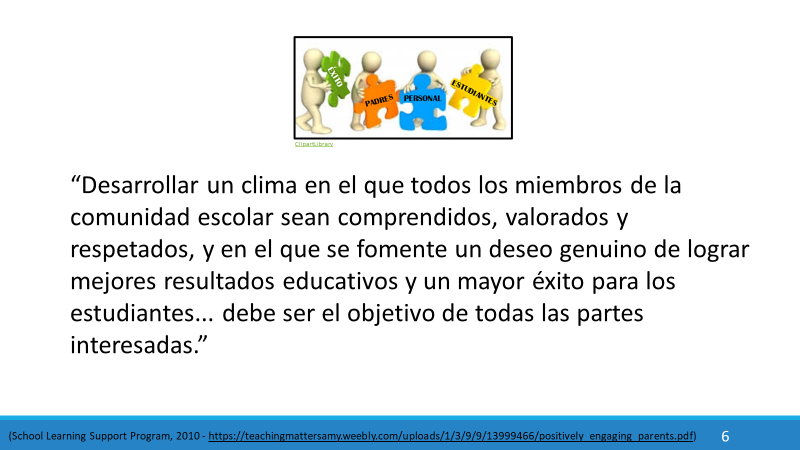 ÉXITO
PADRES
PERSONAL
ESTUDIANTES
ClipartLibrary
“Desarrollar un clima en el que todos los miembros de la
comunidad escolar sean comprendidos, valorados y
respetados, y en el que se fomente un deseo genuino de lograr
mejores resultados educativos y un mayor éxito para los
estudiantes... debe ser el objetivo de todas las partes
interesadas.”
(School Learning Support Program, 2010 - https://teachingmattersamy.weebly.com/uploads/1/3/9/9/13999466/positively_engaging_parents.pdf)
6